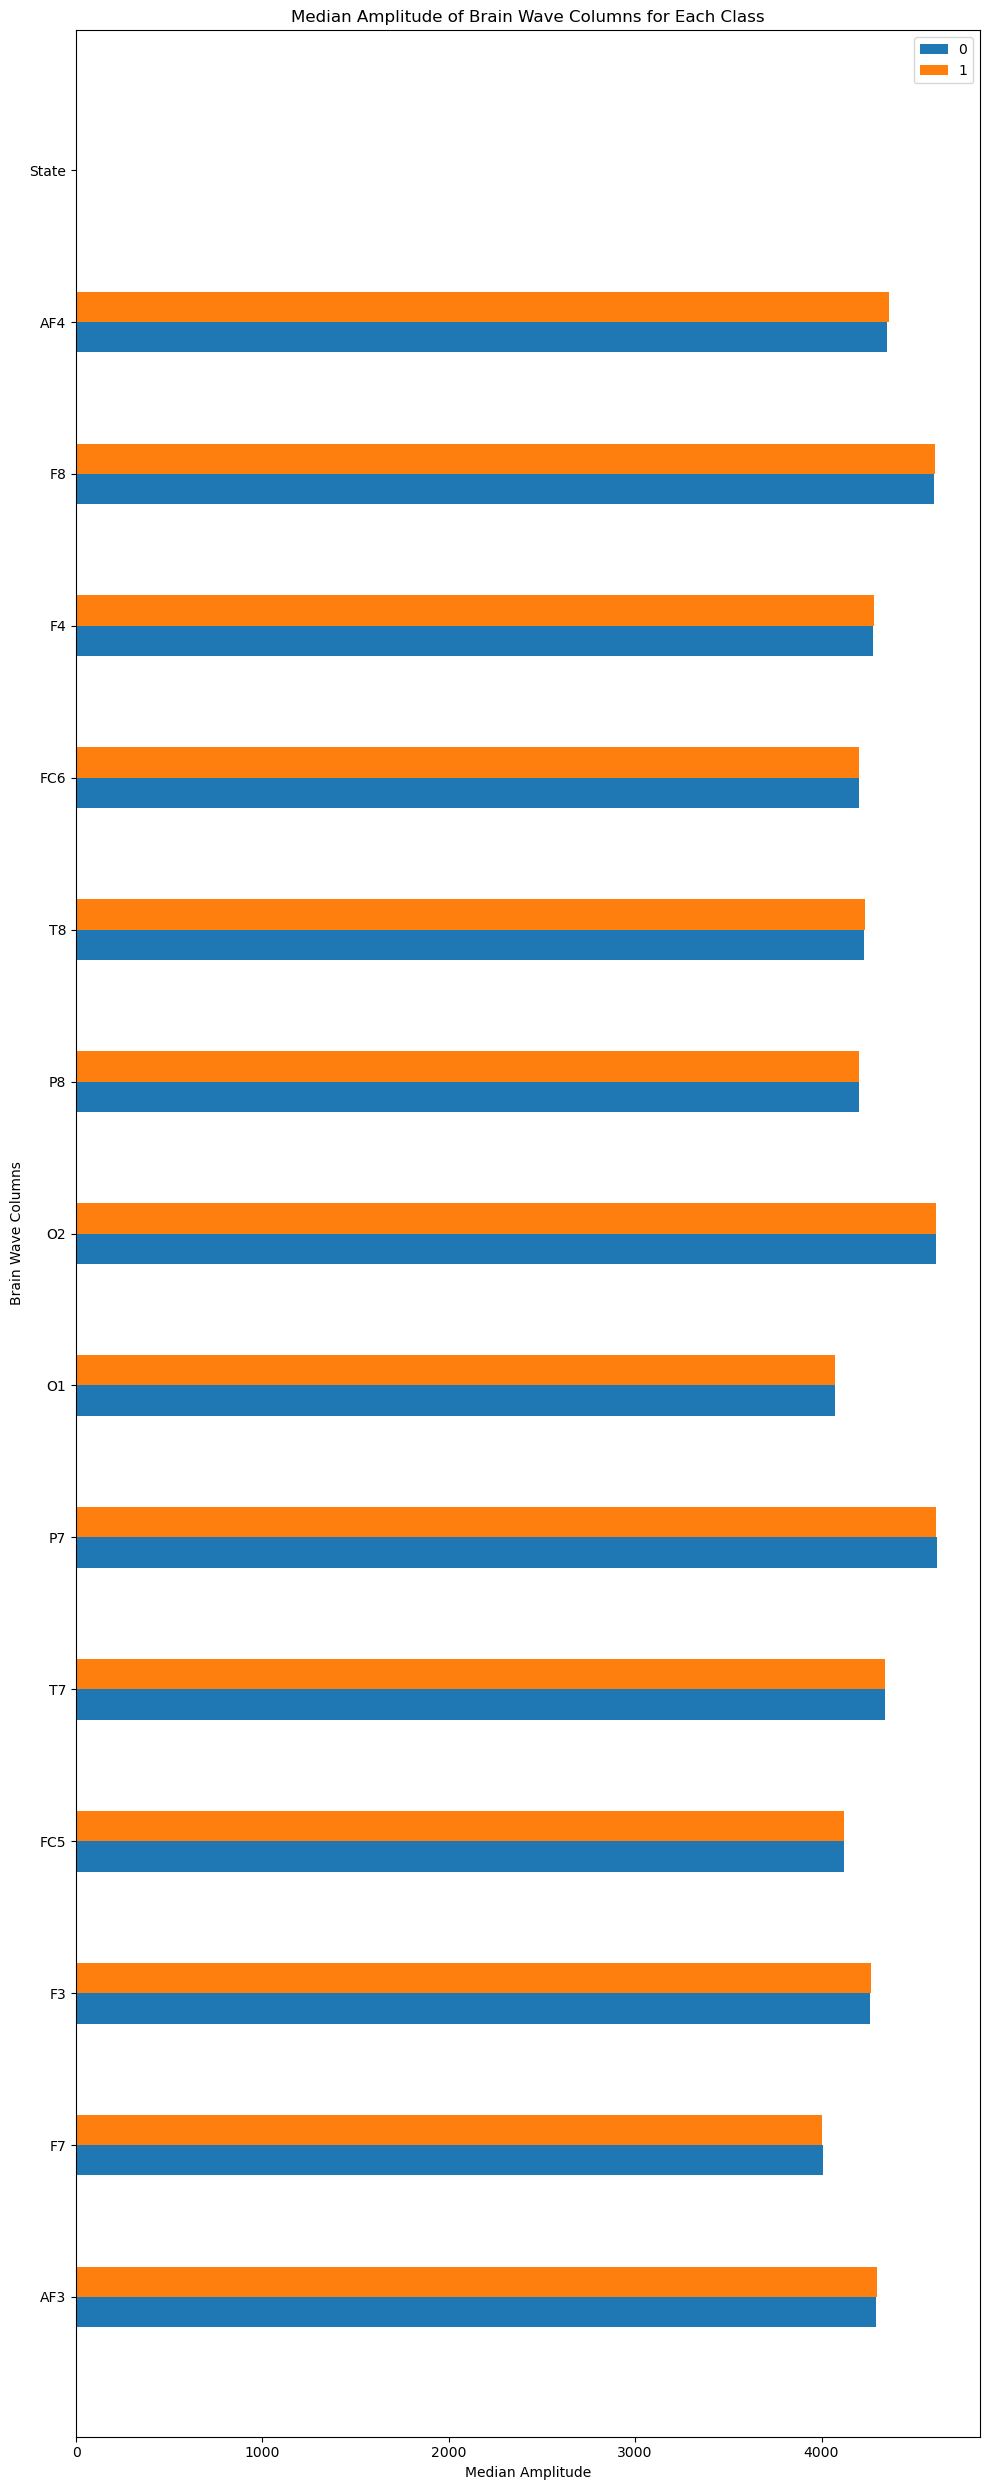 Median Amplitude of Brain Wave Columns for Each Class
0
1
State
AF4
F8
F4
FC6
T8
P8
O2
O1
P7
T7
FC5
F3
F7
AF3
Brain Wave Columns
0 1000 2000 3000 4000
Median Amplitude